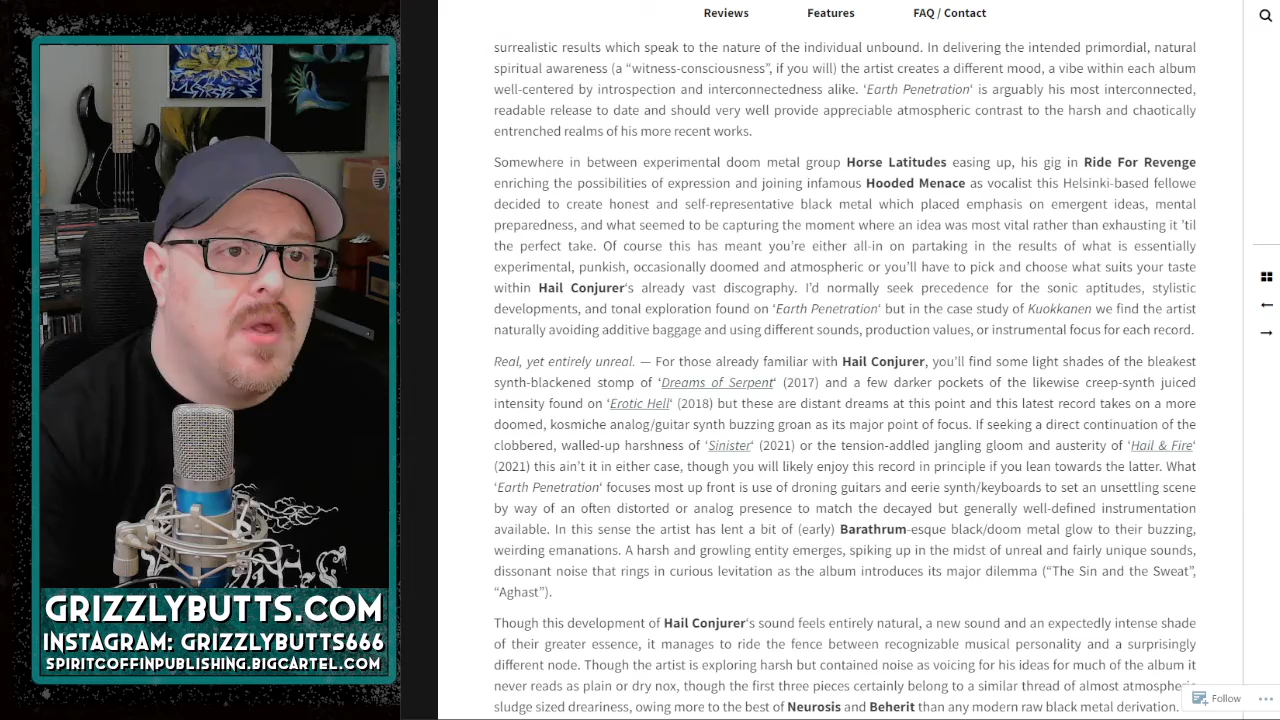 Reviews Features FAQ / Contact
surrealistic results which speak to the nature of the individual unbound. In delivering the intended primordial, natural
spiritual awareness (a “witness-consciousness”, if you will) the artist creates a different mood, a vibe upon each album
well-centered by introspection and interconnectedness alike. ‘Earth Penetration‘ is arguably his most interconnected,
readable release to date and should very well provide appreciable atmospheric contrast to the harsh and chaotically
entrenched realms of his more recent works.
Somewhere in between experimental doom metal group Horse Latitudes easing up, his gig in Ride For Revenge
enriching the possibilities of expression and joining infamous Hooded Menace as vocalist this Helsinki-based fellowe
decided to create honest and self-representative black metal which placed emphasis on emergent ideas, mental
properties, and what seemed to be capturing the moment where an idea was most vital rather than exhausting it ’til
the perfect take. Of course this has meant you’re either all-in on partaking in the results of what is essentially
experimental, punkish, occasionally doomed and atmospheric or you’ll have to pick and choose what suits your taste
within Hail Conjurer‘s already vast discography. I’d normally seek precedence for the sonic aptitudes, stylistic
developments, and vital exploration found on ‘Earth Penetration‘ but in the case study of Kuokkanen we find the artist
naturally avoiding additive baggage and using different sounds, production values, or instrumental focus for each record.
Real, yet entirely unreal. — For those already familiar with Hail Conjurer, you’ll find some light shades of the bleakest
synth-blackened stomp of ‘Dreams of Serpent‘ (2017) and a few darker pockets of the likewise creep-synth juiced
intensity found on ‘Erotic Hell‘ (2018) but these are distant dreams at this point and this latest record relies on a more
doomed, kosmiche analog/guitar synth buzzing groan as its major point of focus. If seeking a direct continuation of the
clobbered, walled-up harshness of ‘Sinister‘ (2021) or the tension-addled jangling gloom and austerity of ‘Hail & Fire‘
(2021) this ain’t it in either case, though you will likely enjoy this record in principle if you lean towards the latter. What
‘Earth Penetration‘ does best up front is use of droning guitars and eerie synth/keyboards to set an unsettling scene
by way of an often distorted or analog presence to match the decayed but generally well-defined instrumentation
available. In this sense the artist has lent a bit of (early) Barathrum-esque black/doom metal glow to their buzzing,
weirding emanations. A harsh and growling entity emerges, spiking up in the midst of unreal and fairly unique sounds,
dissonant noise that rings in curious levitation as the album introduces its major dilemma (“The Sin and the Sweat”,
“Aghast”).
Though this development of Hail Conjurer‘s sound feels entirely natural, a new sound and an expectedly intense share
different node. Though the artist is exploring harsh but contained noise as voicing for his ideas for much of the album it
never reads as plain or dry nox, though the first three pieces certainly belong to a similar thread of almost atmospheric
sludge sized dreariness, owing more to the best of Neurosis and Beherit than any modern raw black metal derivation.
Follow
GRIZZLYBUTTS.COM
INSTAGRAM: GRIZZLYBUTTS666
SPIRITCOFFINPUBLISHING.BIGCARTEL.COM